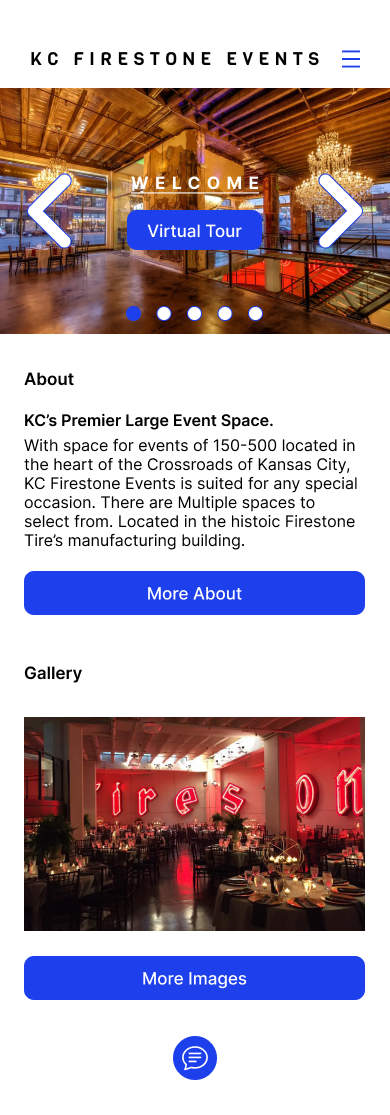 KC FIRESTONE EVENTS
WELCOME
Virtual Tour
About
KC’s Premier Large Event Space.
With space for events of 150-500 located in
the heart of the Crossroads of Kansas City,
KC Firestone Events is suited for any special
occasion. There are Multiple spaces to
select from. Located in the histoic Firestone
Tire’s manufacturing building.
More About
Gallery
ireston
More Images